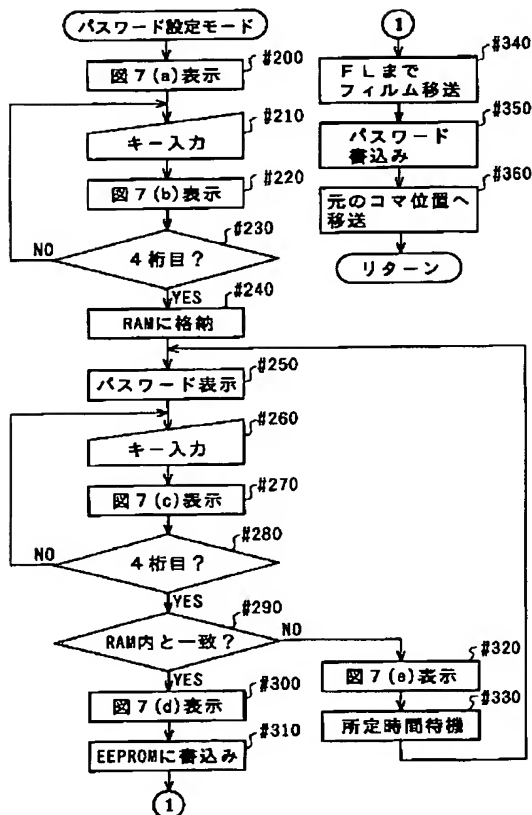 パスワード設定モード
#200
図7(a)表示
#210
キー入力
#220
図7(b)表示
#230
4桁目?
NO
YES
#240
RAMに格納
#250
パスワード表示
#260
キー入力
#270
図7(c)表示
#280
4桁目?
NO
YES
#290
RAM内と一致?
NO
YES
#300
図7(d)表示
#310
EEPROMに書込み
1
#320
図7(e)表示
#330
所定時間待機
1
#340
FLまで
フィルム移送
#350
パスワード
書込み
#360
元のコマ位置へ
移送
リターン